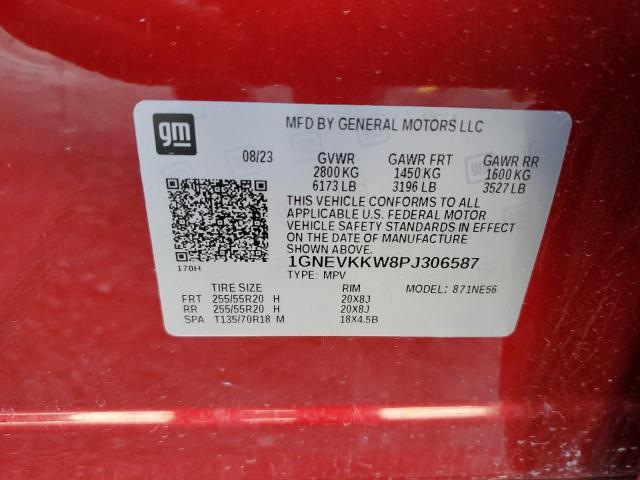 gm
MFD BY GENERAL MOTORS LLC
08/23 GVWR GAWR FRT GAWR RR
2800 KG 1450 KG 1600 KG
6173 LB 3196 LB 3527 LB
THIS VEHICLE CONFORMS TO ALL
APPLICABLE U.S. FEDERAL MOTOR
VEHICLE SAFETY STANDARDS IN EFFECT
ON THE DATE OF MANUFACTURE
SHOWN ABOVE.
1GNEVKKW8PJ306587
170H
TYPE: MPV
MODEL: 871NE56
TIRE SIZE RIM
FRT 255/55R20 H 20X8J
RR 255/55R20 H 20X8J
SPA T135/70R18 M 18X4.5B